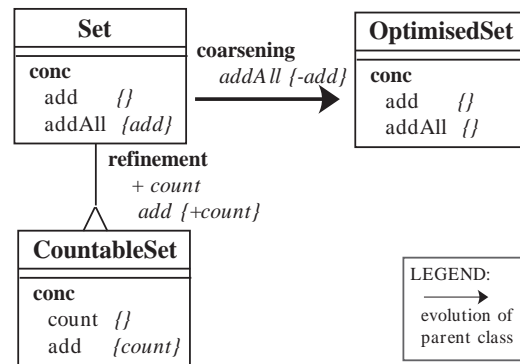 Set
conc
add {}
addAll {add}
coarsening
addAll {-add}
OptimisedSet
conc
add {}
addAll {}
refinement
+ count
add {+count}
CountableSet
conc
count {}
add {count}
LEGEND:
evolution of
parent class